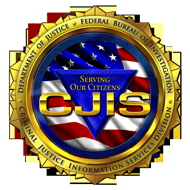 DEPARTMENT OF JUSTICE ★ FEDERAL BUREAU OF INVESTIGATION
SERVING
OUR CITIZENS
CJIS
CRIMINAL JUSTICE INFORMATION SERVICES DIVISION